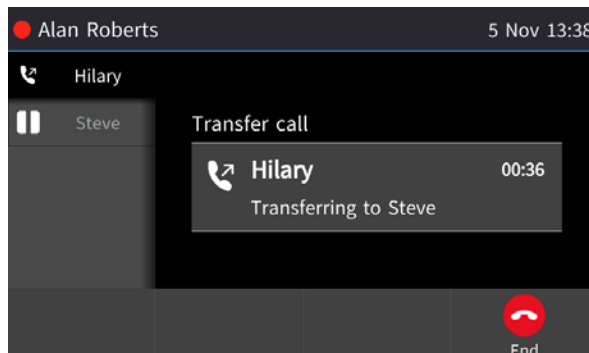 Alan Roberts
5 Nov 13:38
Hilary
Steve
Transfer call
Hilary
00:36
Transferring to Steve
End